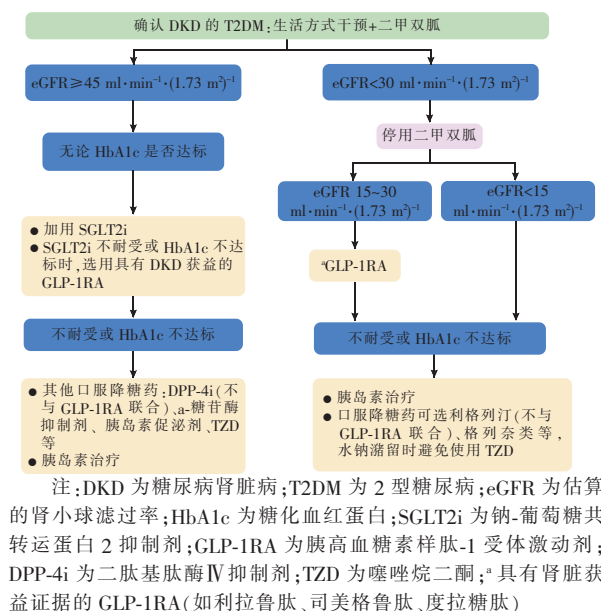 确认 DKD 的 T2DM:生活方式干预+二甲双胍
eGFR≥45 ml·min⁻¹·(1.73 m²)⁻¹
eGFR<30 ml·min⁻¹·(1.73 m²)⁻¹
停用二甲双胍
无论 HbA1c 是否达标
eGFR 15~30
ml·min⁻¹·(1.73 m²)⁻¹
eGFR<15
ml·min⁻¹·(1.73 m²)⁻¹
● 加用 SGLT2i
● SGLT2i 不耐受或 HbA1c 不达
标时,选用具有 DKD 获益的
GLP-1RA
ᵃGLP-1RA
不耐受或 HbA1c 不达标
不耐受或 HbA1c 不达标
● 其他口服降糖药:DPP-4i(不
与 GLP-1RA 联合)、a-糖苷酶
抑制剂、胰岛素促泌剂、TZD
等
● 胰岛素治疗
● 胰岛素治疗
● 口服降糖药可选利格列汀(不与
GLP-1RA 联合)、格列奈类等,
水钠潴留时避免使用 TZD
注:DKD 为糖尿病肾脏病;T2DM 为 2 型糖尿病;eGFR 为估算
的肾小球滤过率;HbA1c 为糖化血红蛋白;SGLT2i 为钠-葡萄糖共
转运蛋白 2 抑制剂;GLP-1RA 为胰高血糖素样肽-1 受体激动剂;
DPP-4i 为二肽基肽酶Ⅳ抑制剂;TZD 为噻唑烷二酮;ᵃ 具有肾脏获
益证据的 GLP-1RA(如利拉鲁肽、司美格鲁肽、度拉糖肽)